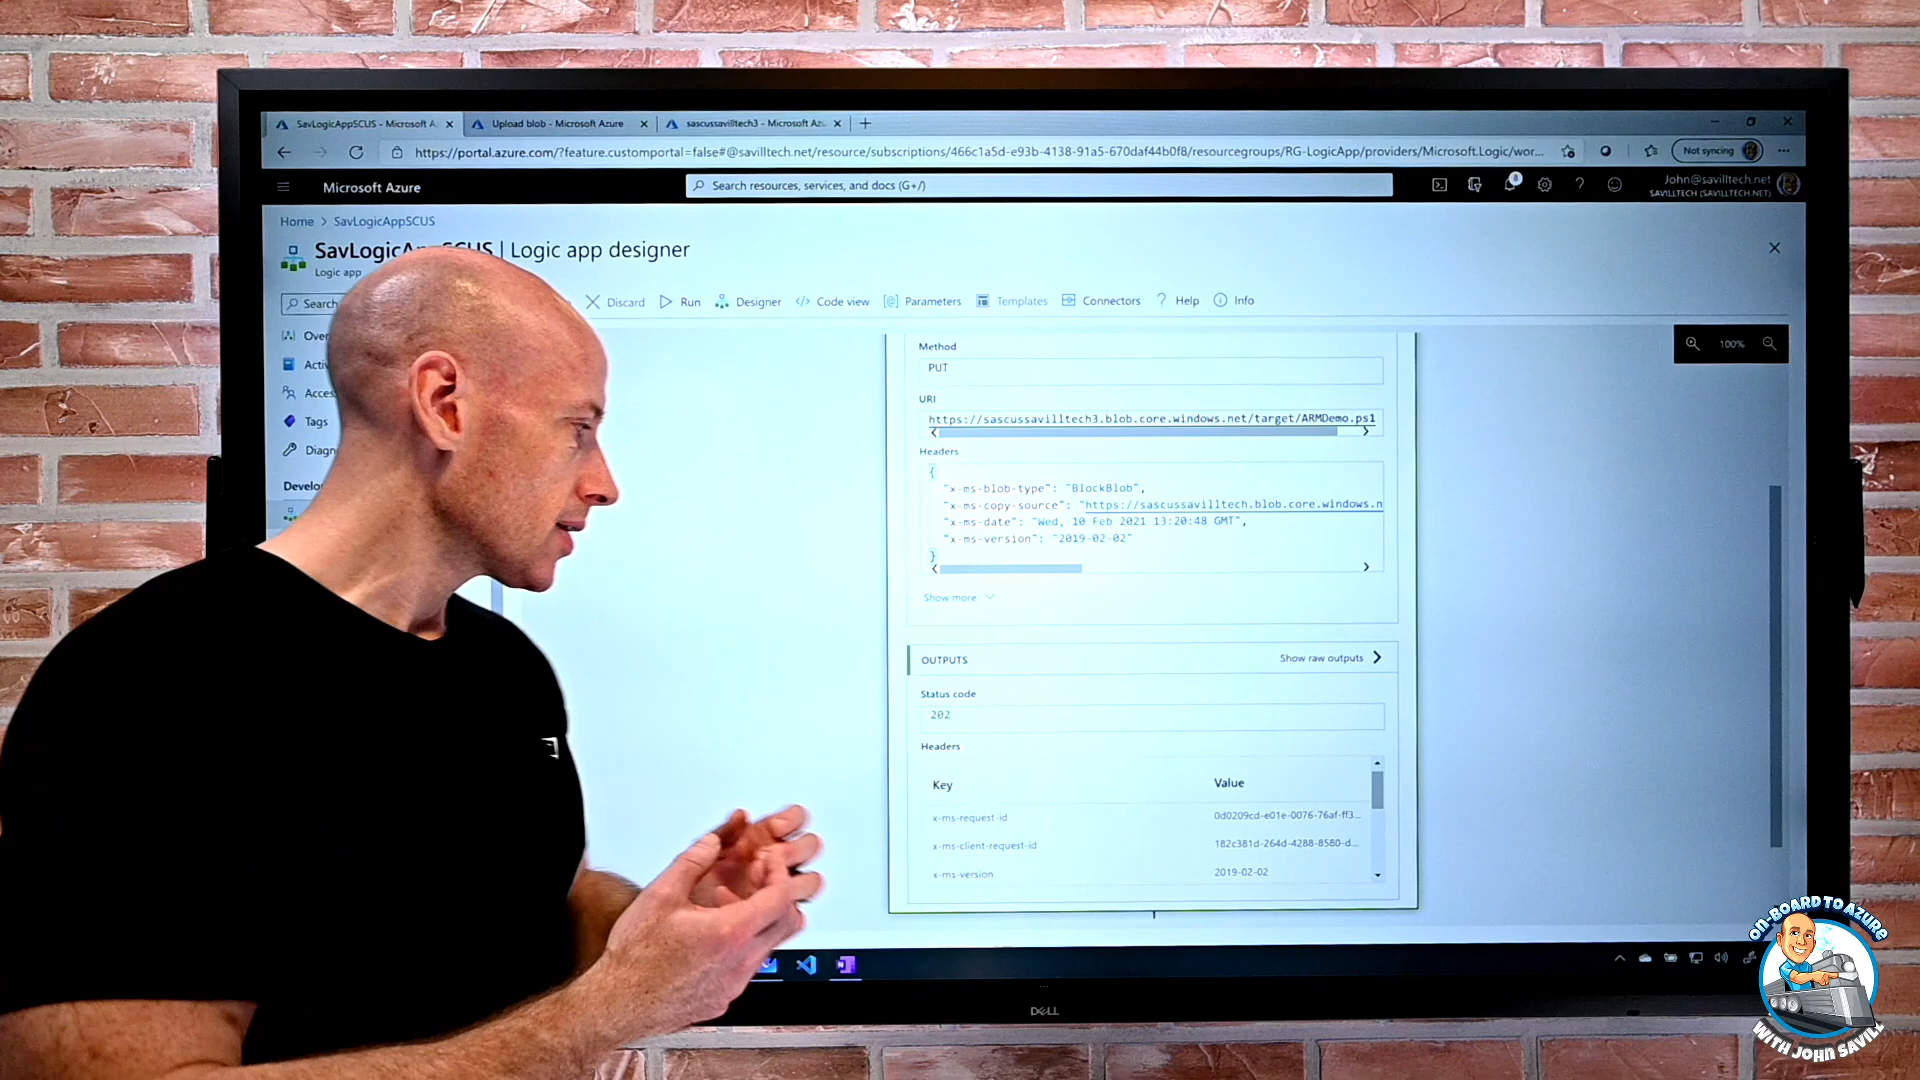 SavLogicAppSCUS - Microsoft A
Upload blob - Microsoft Azure
sascussavilltech3 - Microsoft Azu
https://portal.azure.com/?feature.customportal=false#@savilltech.net/resource/subscriptions/466c1a5d-e93b-4138-91a5-670daf44b0f8/resourcegroups/RG-LogicApp/providers/Microsoft.Logic/wor...
Not syncing
Microsoft Azure
Search resources, services, and docs (G+/)
John@savilltech.net
SAVILLTECH (SAVILLTECH.NET)
Home > SavLogicAppSCUS
SavLogicAppSCUS | Logic app designer
Logic app
Search
Discard
Run
Designer
Code view
Parameters
Templates
Connectors
Help
Info
Over
Activ
Acces
Tags
Diagn
Develo
100%
Method
PUT
URI
https://sascussavilltech3.blob.core.windows.net/target/ARMDemo.ps1
Headers
{
"x-ms-blob-type": "BlockBlob",
"x-ms-copy-source": "https://sascussavilltech.blob.core.windows.n
"x-ms-date": "Wed, 10 Feb 2021 13:20:48 GMT",
"x-ms-version": "2019-02-02"
}
Show more
OUTPUTS
Show raw outputs
Status code
202
Headers
Key Value
x-ms-request-id 0d0209cd-e01e-0076-76af-ff3...
x-ms-client-request-id 182c381d-264d-4288-8580-d...
x-ms-version 2019-02-02
DELL
ON-BOARD TO AZURE
WITH JOHN SAVILL